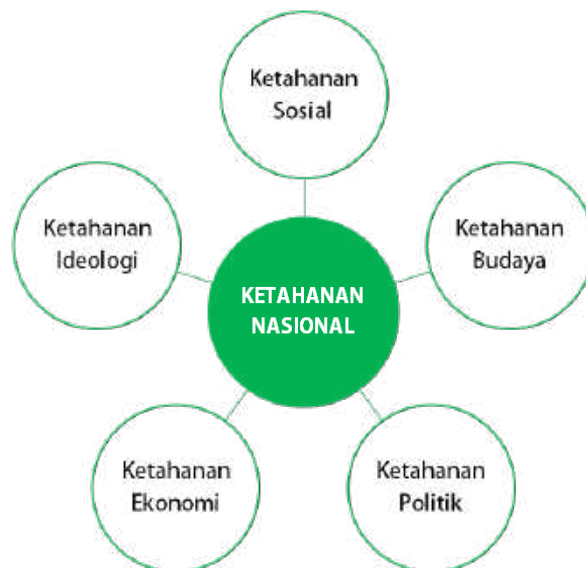 Ketahanan
Sosial
Ketahanan
Ideologi
Ketahanan
Budaya
KETAHANAN
NASIONAL
Ketahanan
Ekonomi
Ketahanan
Politik